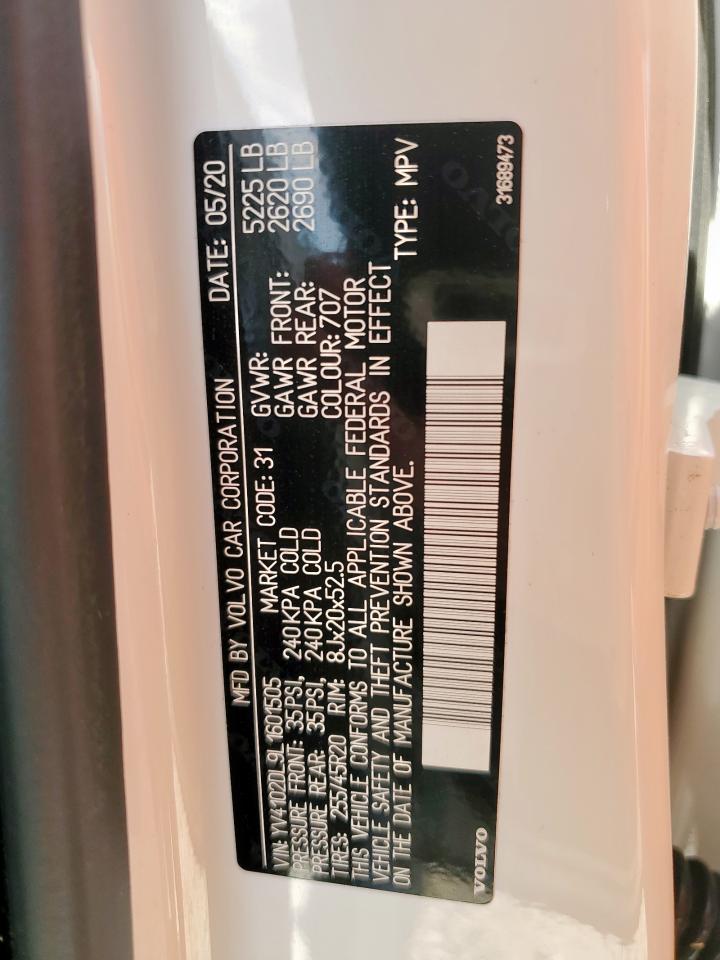 MFD BY VOLVO CAR CORPORATION DATE: 05/20
VIN: YV4102DL9L1601505 MARKET CODE: 31 GVWR: 5225 LB
PRESSURE FRONT: 35PSI, 240KPA COLD GAWR FRONT: 2620 LB
PRESSURE REAR: 35PSI, 240KPA COLD GAWR REAR: 2690 LB
TIRES: 255/45R20 RIM: 8Jx20x52.5 COLOUR: 707
THIS VEHICLE CONFORMS TO ALL APPLICABLE FEDERAL MOTOR
VEHICLE SAFETY AND THEFT PREVENTION STANDARDS IN EFFECT
ON THE DATE OF MANUFACTURE SHOWN ABOVE. TYPE: MPV
VOLVO 31689473